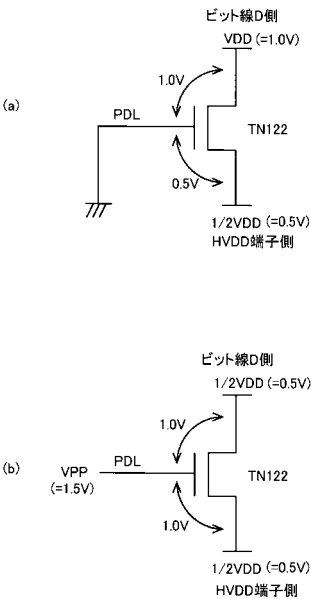 ビット線D側
VDD (=1.0V)
1.0V
(a)
PDL
TN122
0.5V
1/2VDD (=0.5V)
HVDD端子側
ビット線D側
1/2VDD (=0.5V)
1.0V
(b)
PDL
VPP
(=1.5V)
TN122
1.0V
1/2VDD (=0.5V)
HVDD端子側